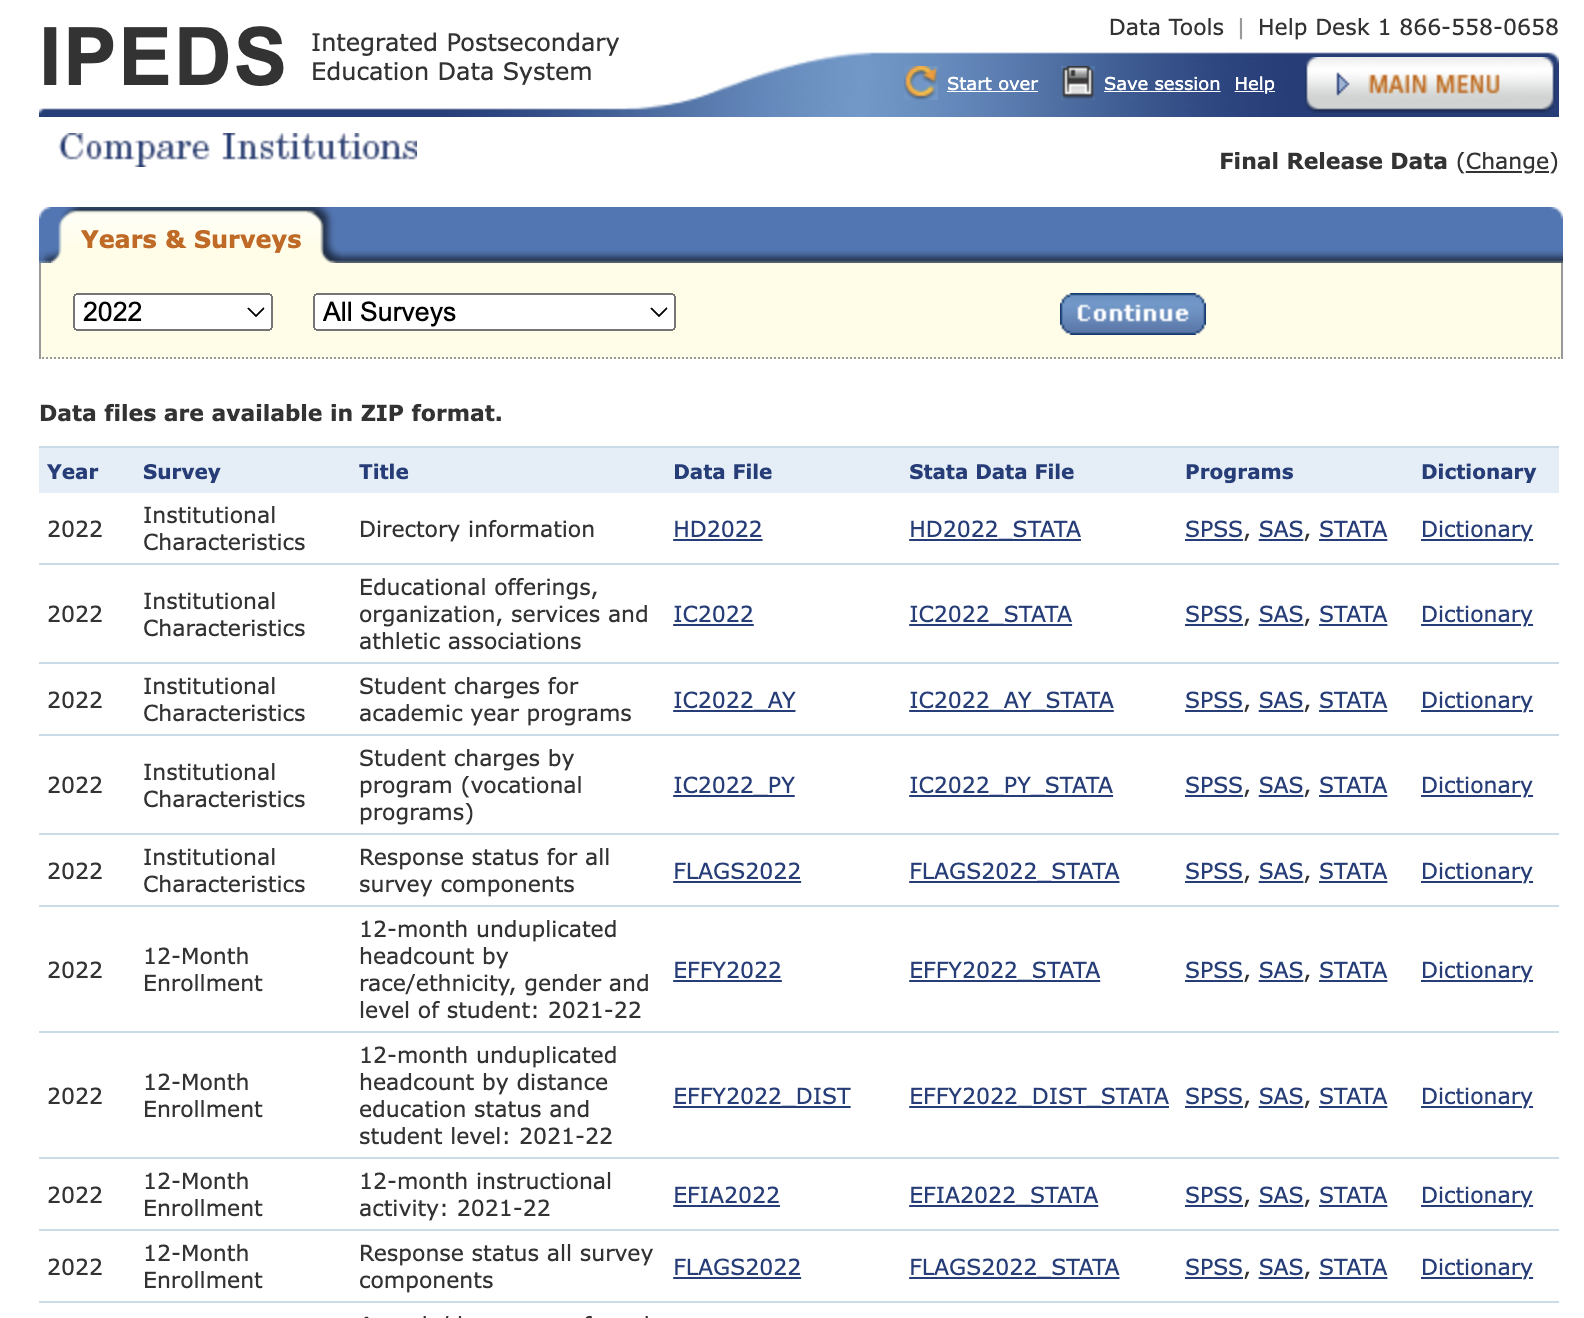 IPEDS
Integrated Postsecondary
Education Data System
Data Tools | Help Desk 1 866-558-0658
Start over Save session Help MAIN MENU
Compare Institutions
Final Release Data (Change)
Years & Surveys
2022 All Surveys Continue
Data files are available in ZIP format.
Year Survey Title Data File Stata Data File Programs Dictionary
2022 Institutional Characteristics Directory information HD2022 HD2022_STATA SPSS, SAS, STATA Dictionary
2022 Institutional Characteristics Educational offerings, organization, services and athletic associations IC2022 IC2022_STATA SPSS, SAS, STATA Dictionary
2022 Institutional Characteristics Student charges for academic year programs IC2022_AY IC2022_AY_STATA SPSS, SAS, STATA Dictionary
2022 Institutional Characteristics Student charges by program (vocational programs) IC2022_PY IC2022_PY_STATA SPSS, SAS, STATA Dictionary
2022 Institutional Characteristics Response status for all survey components FLAGS2022 FLAGS2022_STATA SPSS, SAS, STATA Dictionary
2022 12-Month Enrollment 12-month unduplicated headcount by race/ethnicity, gender and level of student: 2021-22 EFFY2022 EFFY2022_STATA SPSS, SAS, STATA Dictionary
2022 12-Month Enrollment 12-month unduplicated headcount by distance education status and student level: 2021-22 EFFY2022_DIST EFFY2022_DIST_STATA SPSS, SAS, STATA Dictionary
2022 12-Month Enrollment 12-month instructional activity: 2021-22 EFIA2022 EFIA2022_STATA SPSS, SAS, STATA Dictionary
2022 12-Month Enrollment Response status all survey components FLAGS2022 FLAGS2022_STATA SPSS, SAS, STATA Dictionary